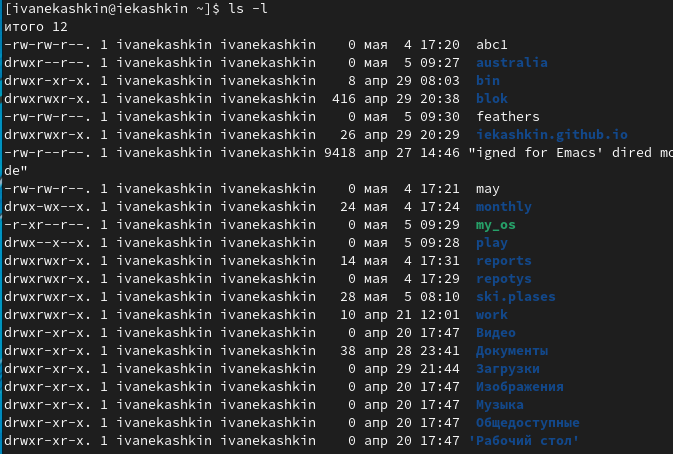 [ivanekashkin@iekashkin ~]$ ls -l
итого 12
-rw-rw-r--. 1 ivanekashkin ivanekashkin    0 мая  4 17:20  abc1
drwxr--r--. 1 ivanekashkin ivanekashkin    0 мая  5 09:27  australia
drwxr-xr-x. 1 ivanekashkin ivanekashkin    8 апр 29 08:03  bin
drwxrwxr-x. 1 ivanekashkin ivanekashkin  416 апр 29 20:38  blok
-rw-rw-r--. 1 ivanekashkin ivanekashkin    0 мая  5 09:30  feathers
drwxrwxr-x. 1 ivanekashkin ivanekashkin   26 апр 29 20:29  iekashkin.github.io
-rw-r--r--. 1 ivanekashkin ivanekashkin 9418 апр 27 14:46 "igned for Emacs' dired mo
de"
-rw-rw-r--. 1 ivanekashkin ivanekashkin    0 мая  4 17:21  may
drwx-wx--x. 1 ivanekashkin ivanekashkin   24 мая  4 17:24  monthly
-r-xr--r--. 1 ivanekashkin ivanekashkin    0 мая  5 09:29  my_os
drwx--x--x. 1 ivanekashkin ivanekashkin    0 мая  5 09:28  play
drwxrwxr-x. 1 ivanekashkin ivanekashkin   14 мая  4 17:31  reports
drwxrwxr-x. 1 ivanekashkin ivanekashkin    0 мая  4 17:29  repotys
drwxrwxr-x. 1 ivanekashkin ivanekashkin   28 мая  5 08:10  ski.plases
drwxrwxr-x. 1 ivanekashkin ivanekashkin   10 апр 21 12:01  work
drwxr-xr-x. 1 ivanekashkin ivanekashkin    0 апр 20 17:47  Видео
drwxr-xr-x. 1 ivanekashkin ivanekashkin   38 апр 28 23:41  Документы
drwxr-xr-x. 1 ivanekashkin ivanekashkin    0 апр 29 21:44  Загрузки
drwxr-xr-x. 1 ivanekashkin ivanekashkin    0 апр 20 17:47  Изображения
drwxr-xr-x. 1 ivanekashkin ivanekashkin    0 апр 20 17:47  Музыка
drwxr-xr-x. 1 ivanekashkin ivanekashkin    0 апр 20 17:47  Общедоступные
drwxr-xr-x. 1 ivanekashkin ivanekashkin    0 апр 20 17:47 'Рабочий стол'